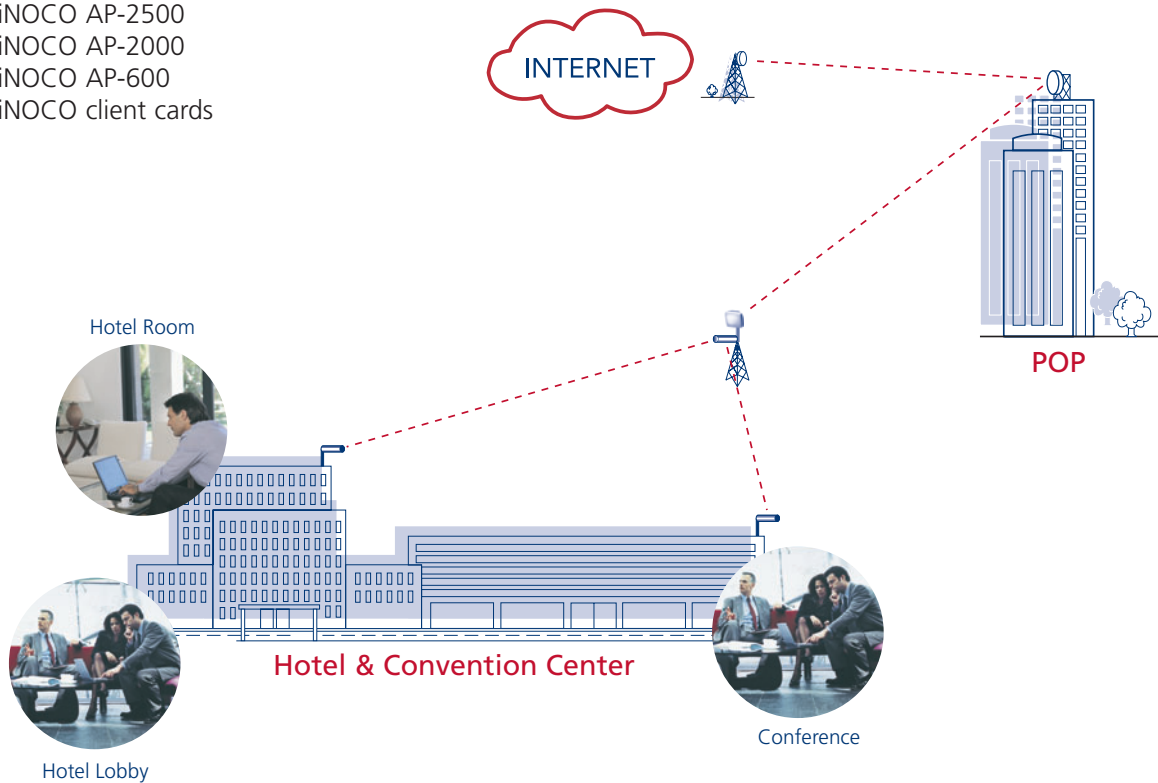 iNOCO AP-2500
iNOCO AP-2000
iNOCO AP-600
iNOCO client cards
INTERNET
POP
Hotel Room
Hotel & Convention Center
Conference
Hotel Lobby